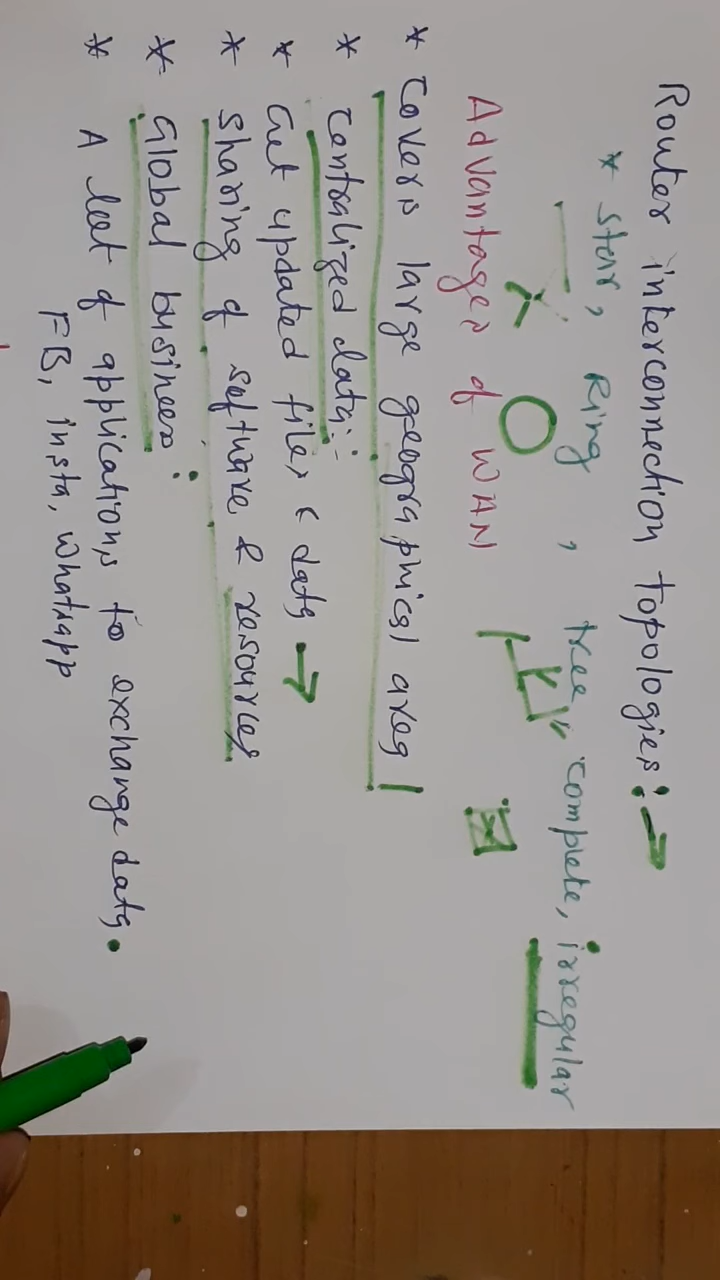 Router interconnection topologies: →
* Star, Ring, tree, complete, irregular
Advantages of WAN
* Covers large geographical area
* Centralized data:-
* Get updated files & data →
* Sharing of software & resources
* Global business:
* A lot of applications to exchange data.
FB, insta, whatsapp